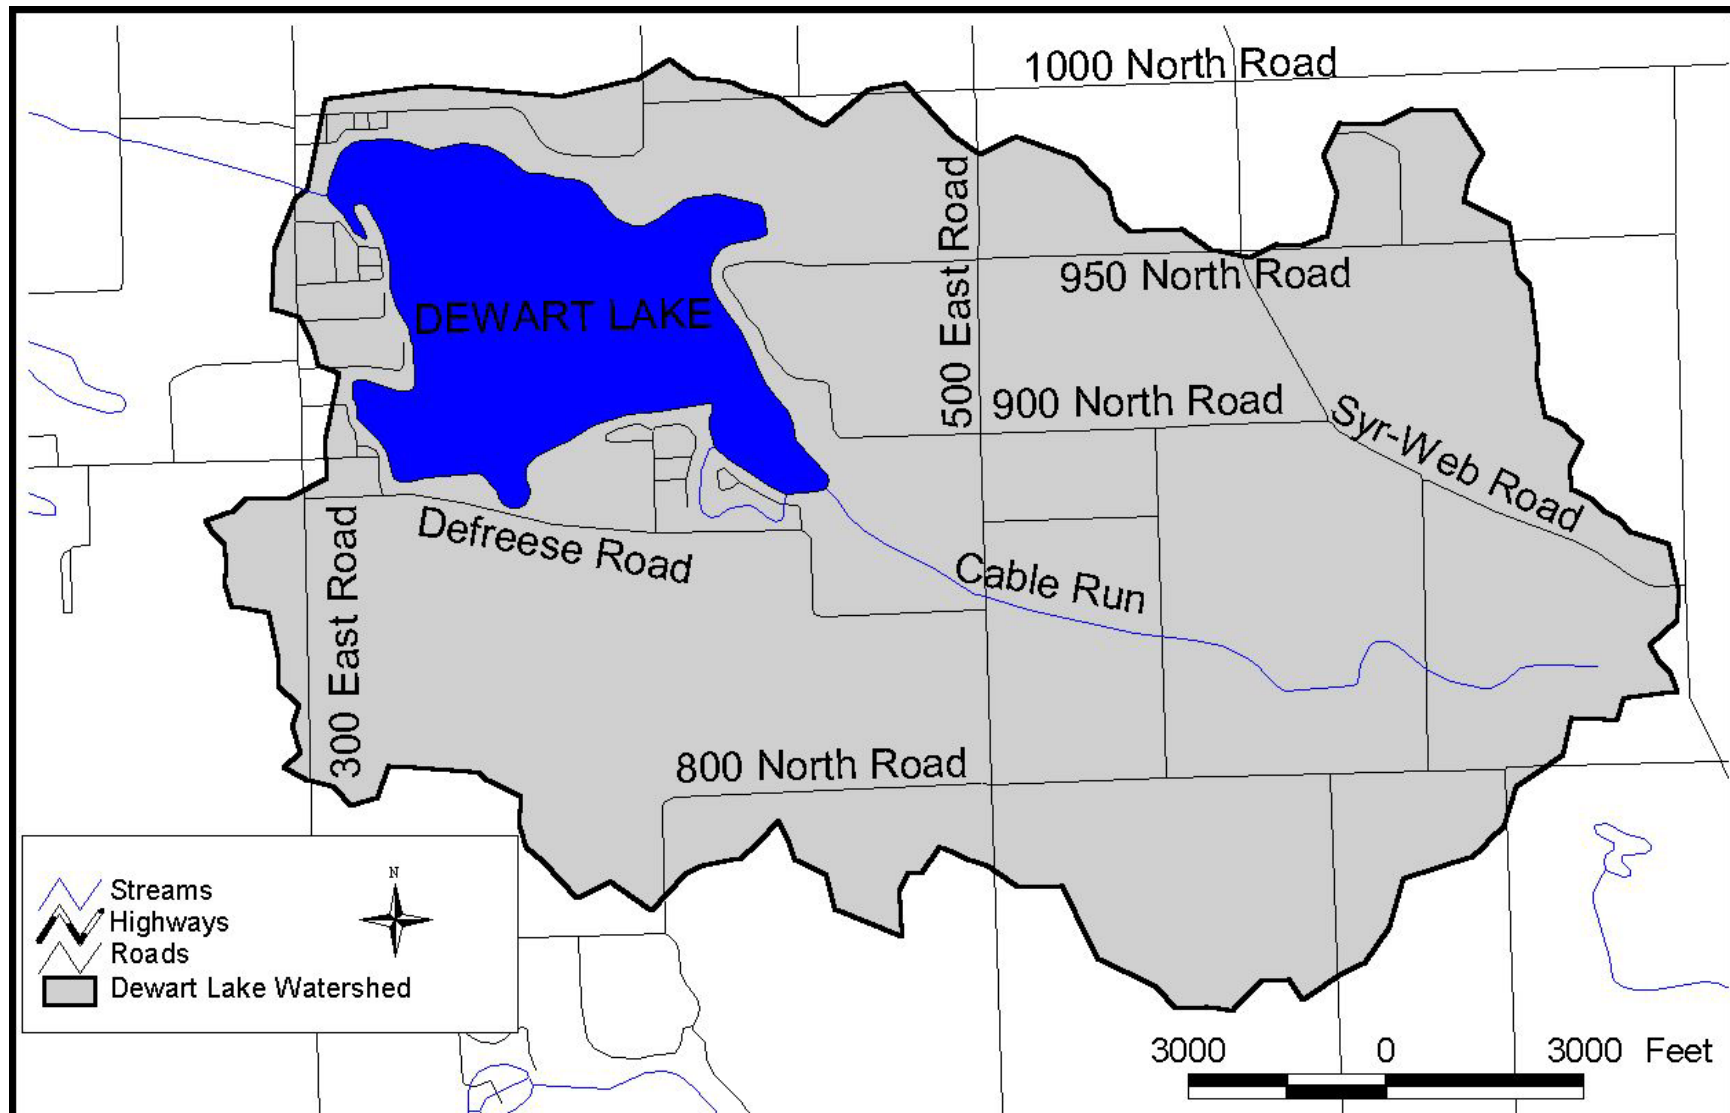 1000 North Road
500 East Road
950 North Road
DEWART LAKE
900 North Road
Syr-Web Road
Defreese Road
Cable Run
300 East Road
800 North Road
N
Streams
Highways
Roads
Dewart Lake Watershed
3000 0 3000 Feet